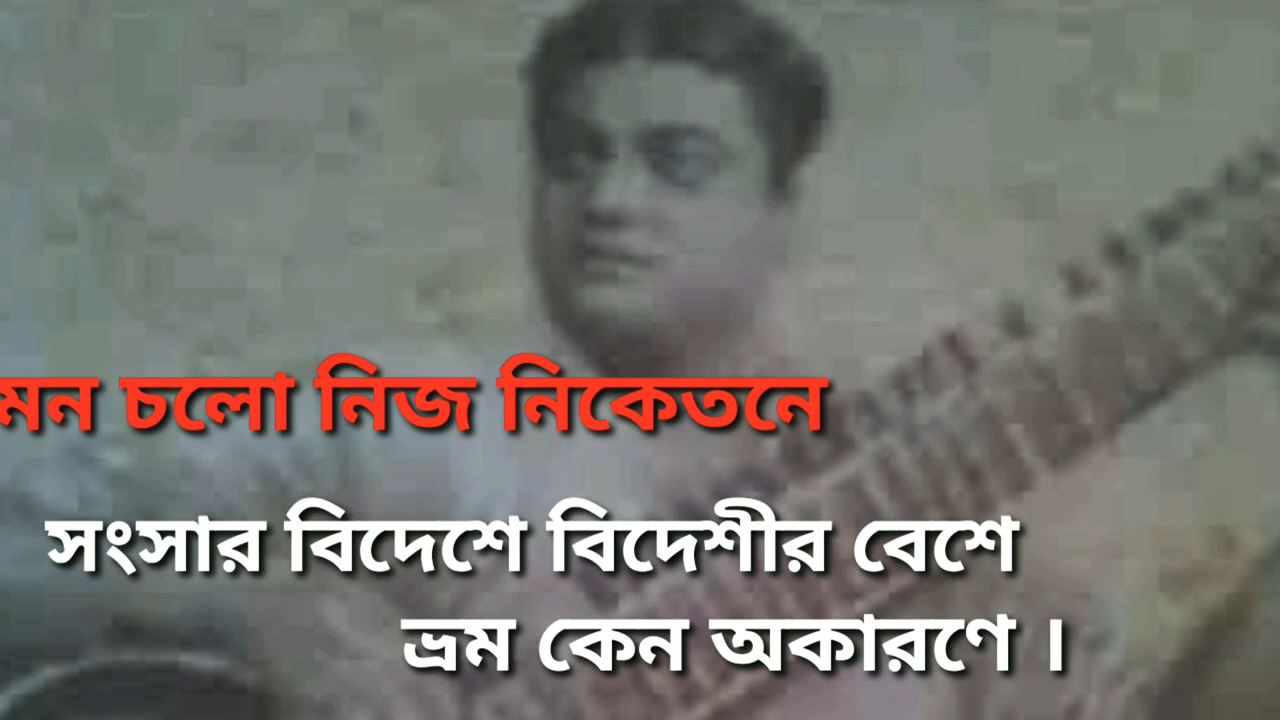 মন চলো নিজ নিকেতনে
সংসার বিদেশে বিদেশীর বেশে
ভ্রম কেন অকারণে ।